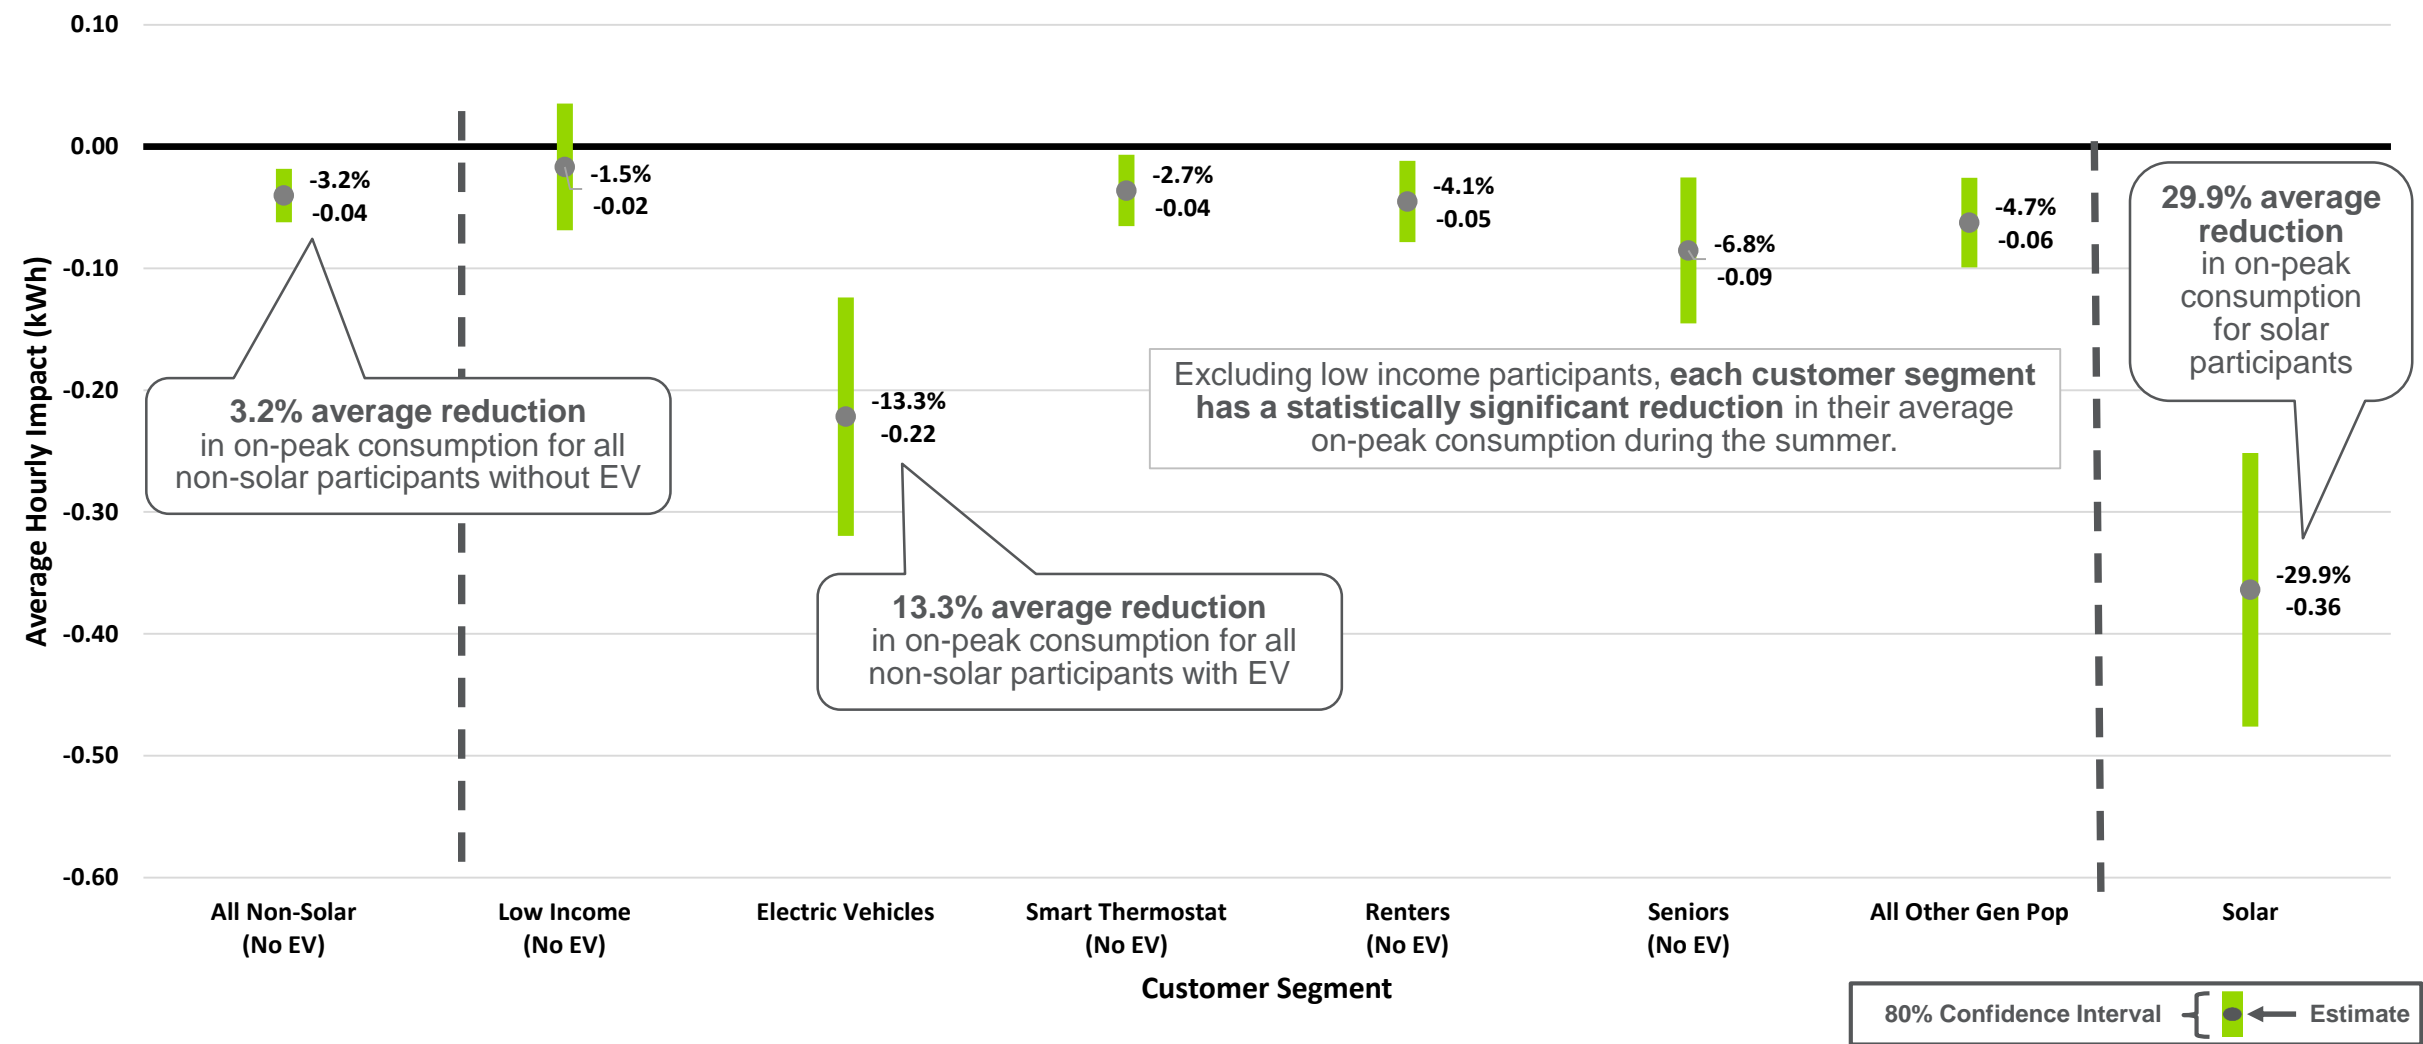 0.10
0.00
-0.10
-0.20
-0.30
-0.40
-0.50
-0.60
Average Hourly Impact (kWh)
-3.2%
-0.04
-1.5%
-0.02
-13.3%
-0.22
-2.7%
-0.04
-4.1%
-0.05
-6.8%
-0.09
-4.7%
-0.06
-29.9%
-0.36
3.2% average reduction
in on-peak consumption for all
non-solar participants without EV
13.3% average reduction
in on-peak consumption for all
non-solar participants with EV
Excluding low income participants, each customer segment
has a statistically significant reduction in their average
on-peak consumption during the summer.
29.9% average
reduction
in on-peak
consumption
for solar
participants
All Non-Solar
(No EV)
Low Income
(No EV)
Electric Vehicles
Smart Thermostat
(No EV)
Renters
(No EV)
Seniors
(No EV)
All Other Gen Pop
Solar
Customer Segment
80% Confidence Interval
Estimate